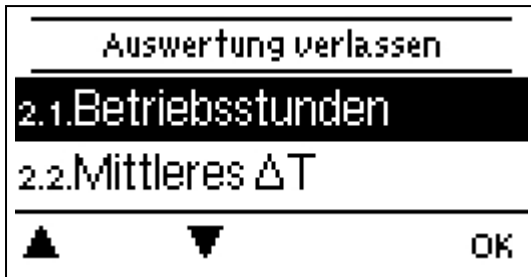 Auswertung verlassen
2.1.Betriebsstunden
2.2.Mittleres ΔT
▲ ▼ OK